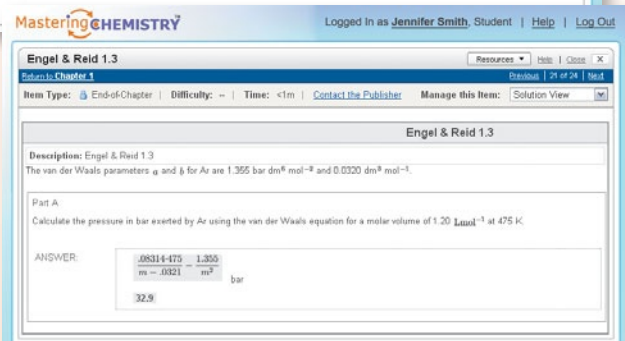 MasteringCHEMISTRY
Logged In as Jennifer Smith, Student | Help | Log Out
Engel & Reid 1.3
Resources ▼ | Help | Close X
Return to Chapter 1
Previous | 21 of 24 | Next
Item Type: End-of-Chapter | Difficulty: -- | Time: <1m | Contact the Publisher Manage this Item: Solution View
Engel & Reid 1.3
Description: Engel & Reid 1.3
The van der Waals parameters a and b for Ar are 1.355 bar dm⁶ mol⁻² and 0.0320 dm³ mol⁻¹.
Part A
Calculate the pressure in bar exerted by Ar using the van der Waals equation for a molar volume of 1.20 Lmol⁻¹ at 475 K.
ANSWER:
.08314·475 / m − .0321 − 1.355 / m² bar
32.9